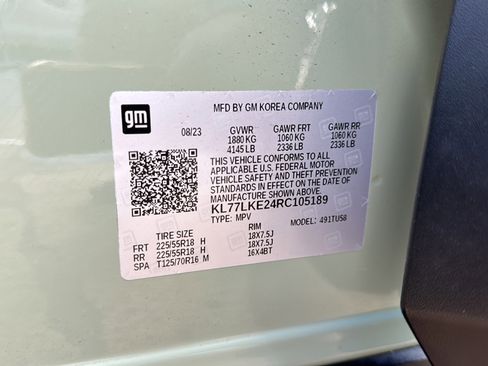 gm
MFD BY GM KOREA COMPANY
08/23 GVWR GAWR FRT GAWR RR
1880 KG 1060 KG 1060 KG
4145 LB 2336 LB 2336 LB
THIS VEHICLE CONFORMS TO ALL
APPLICABLE U.S. FEDERAL MOTOR
VEHICLE SAFETY AND THEFT PREVENTION
STANDARDS IN EFFECT ON THE DATE OF
MANUFACTURE SHOWN ABOVE.
KL77LKE24RC105189
TYPE: MPV MODEL: 491TU58
TIRE SIZE RIM
FRT 225/55R18 H 18X7.5J
RR 225/55R18 H 18X7.5J
SPA T125/70R16 M 16X4BT